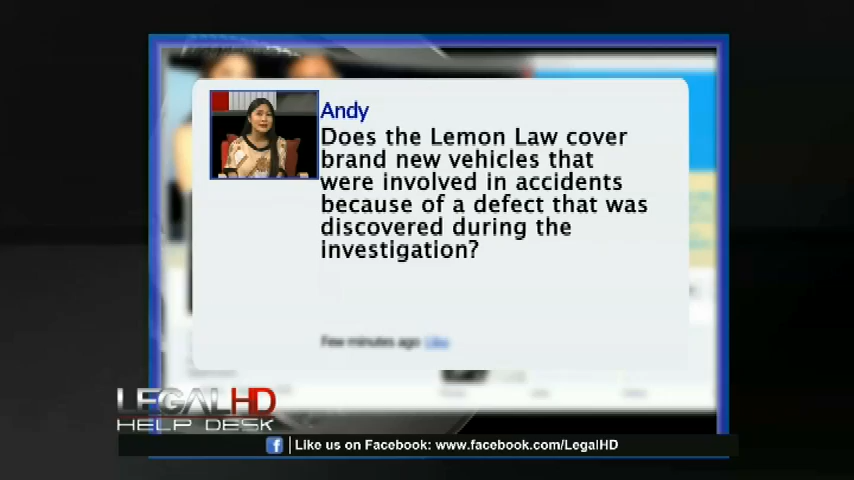 Andy
Does the Lemon Law cover
brand new vehicles that
were involved in accidents
because of a defect that was
discovered during the
investigation?
Few minutes ago Like
LEGALHD
HELP DESK
Like us on Facebook: www.facebook.com/LegalHD